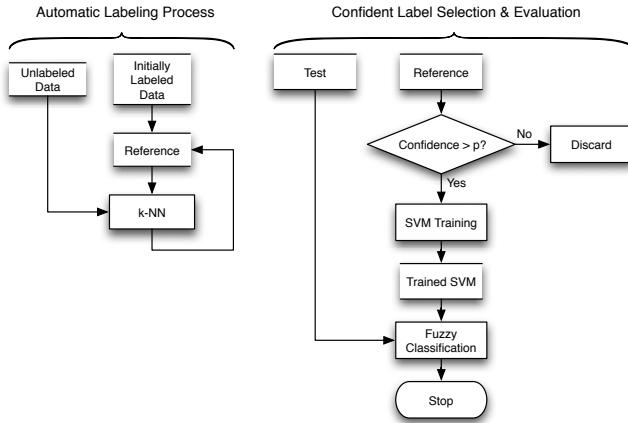 Automatic Labeling Process
Unlabeled
Data
Initially
Labeled
Data
Reference
k-NN
Confident Label Selection & Evaluation
Test
Reference
Confidence > p?
No
Discard
Yes
SVM Training
Trained SVM
Fuzzy
Classification
Stop